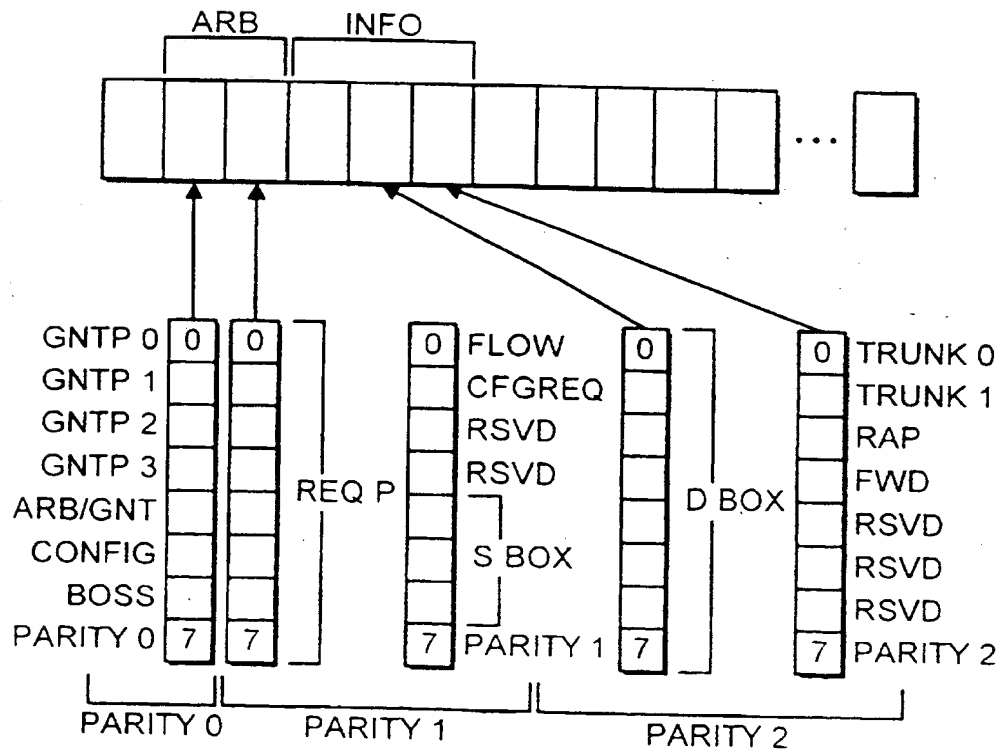 ARB INFO
...
GNTP 0 0 0 0 FLOW 0 0 TRUNK 0
GNTP 1 CFGREQ TRUNK 1
GNTP 2 RSVD RAP
GNTP 3 RSVD FWD
REQ P D BOX
ARB/GNT RSVD
CONFIG S BOX RSVD
BOSS RSVD
PARITY 0 7 7 7 PARITY 1 7 7 PARITY 2
PARITY 0 PARITY 1 PARITY 2